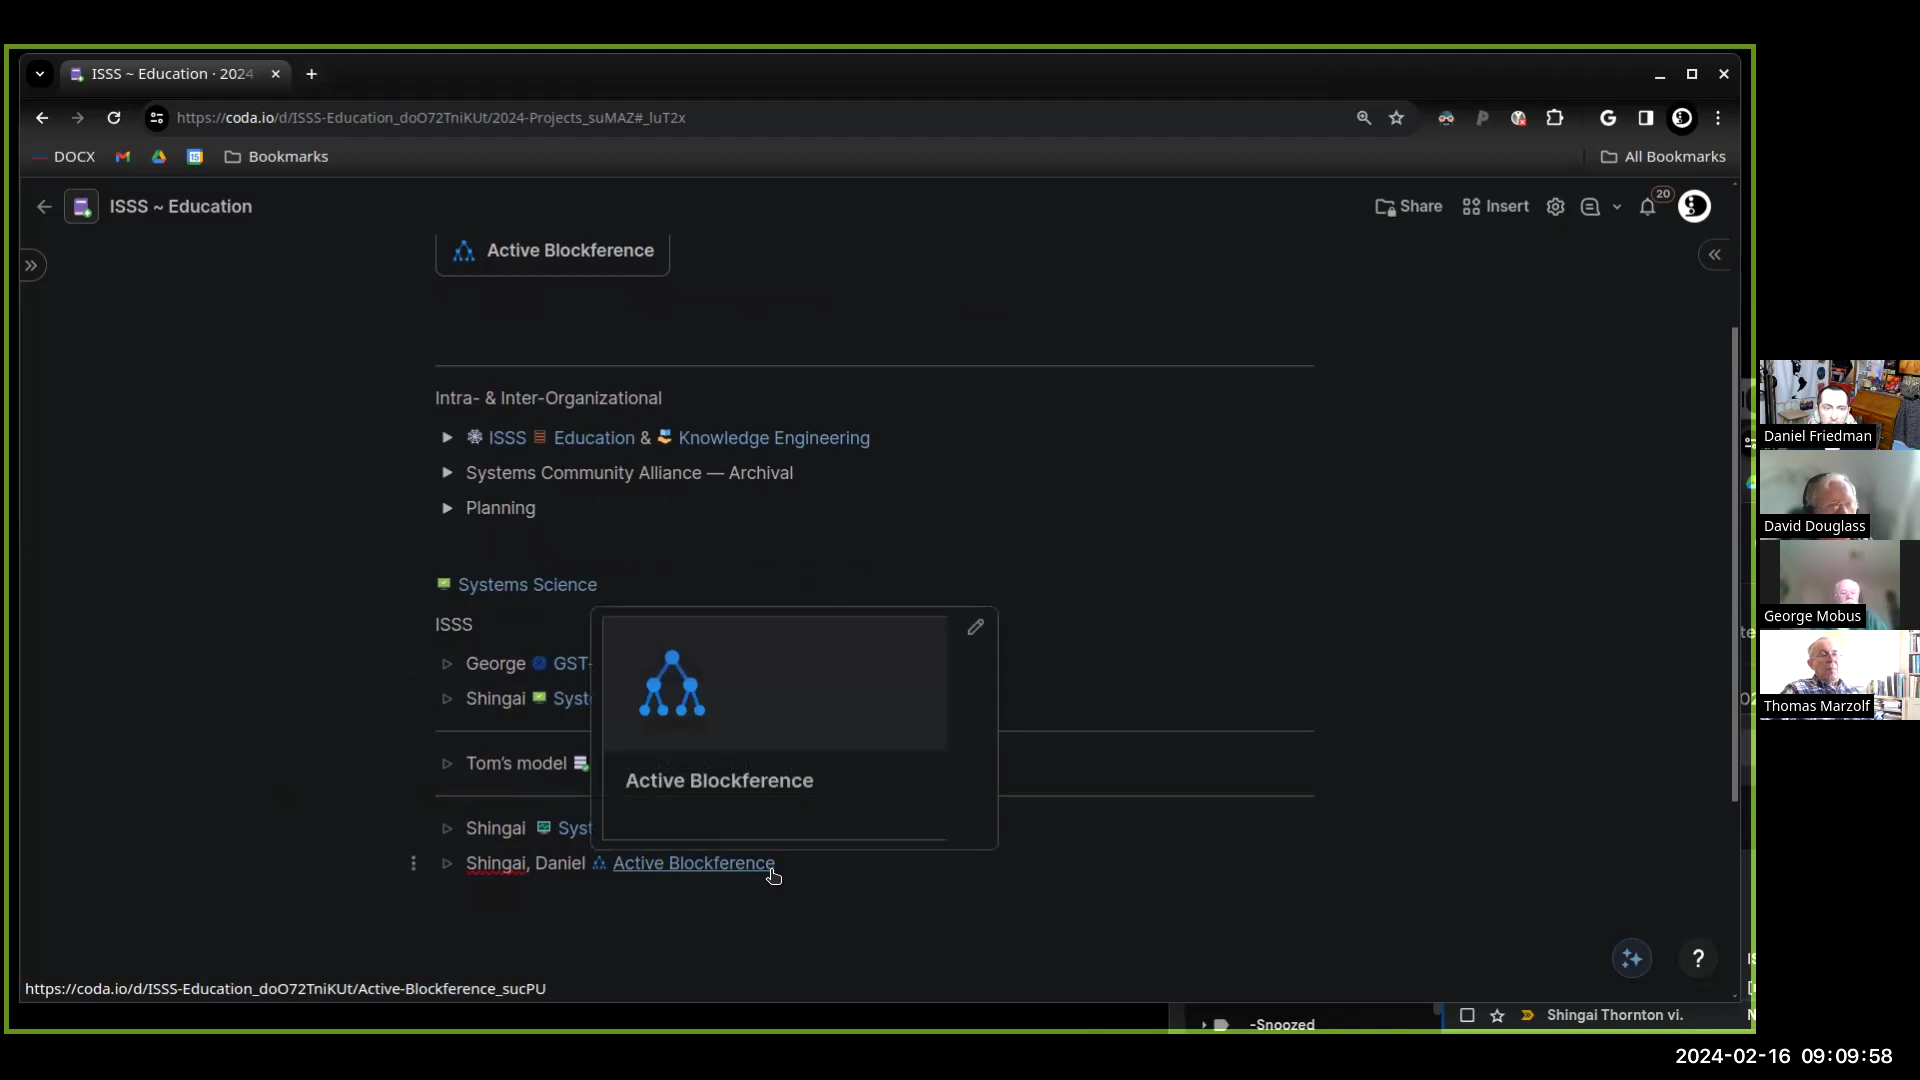 ISSS ~ Education · 2024
https://coda.io/d/ISSS-Education_doO72TniKUt/2024-Projects_suMAZ#_luT2x
DOCX
Bookmarks
All Bookmarks
ISSS ~ Education
Share
Insert
20
Active Blockference
Intra- & Inter-Organizational
ISSS Education & Knowledge Engineering
Systems Community Alliance — Archival
Planning
Systems Science
ISSS
George GST-
Shingai Syst
Tom's model
Active Blockference
Shingai Syst
Shingai, Daniel Active Blockference
https://coda.io/d/ISSS-Education_doO72TniKUt/Active-Blockference_sucPU
-Snoozed
Shingai Thornton vi.
Daniel Friedman
David Douglass
George Mobus
Thomas Marzolf
2024-02-16 09:09:58